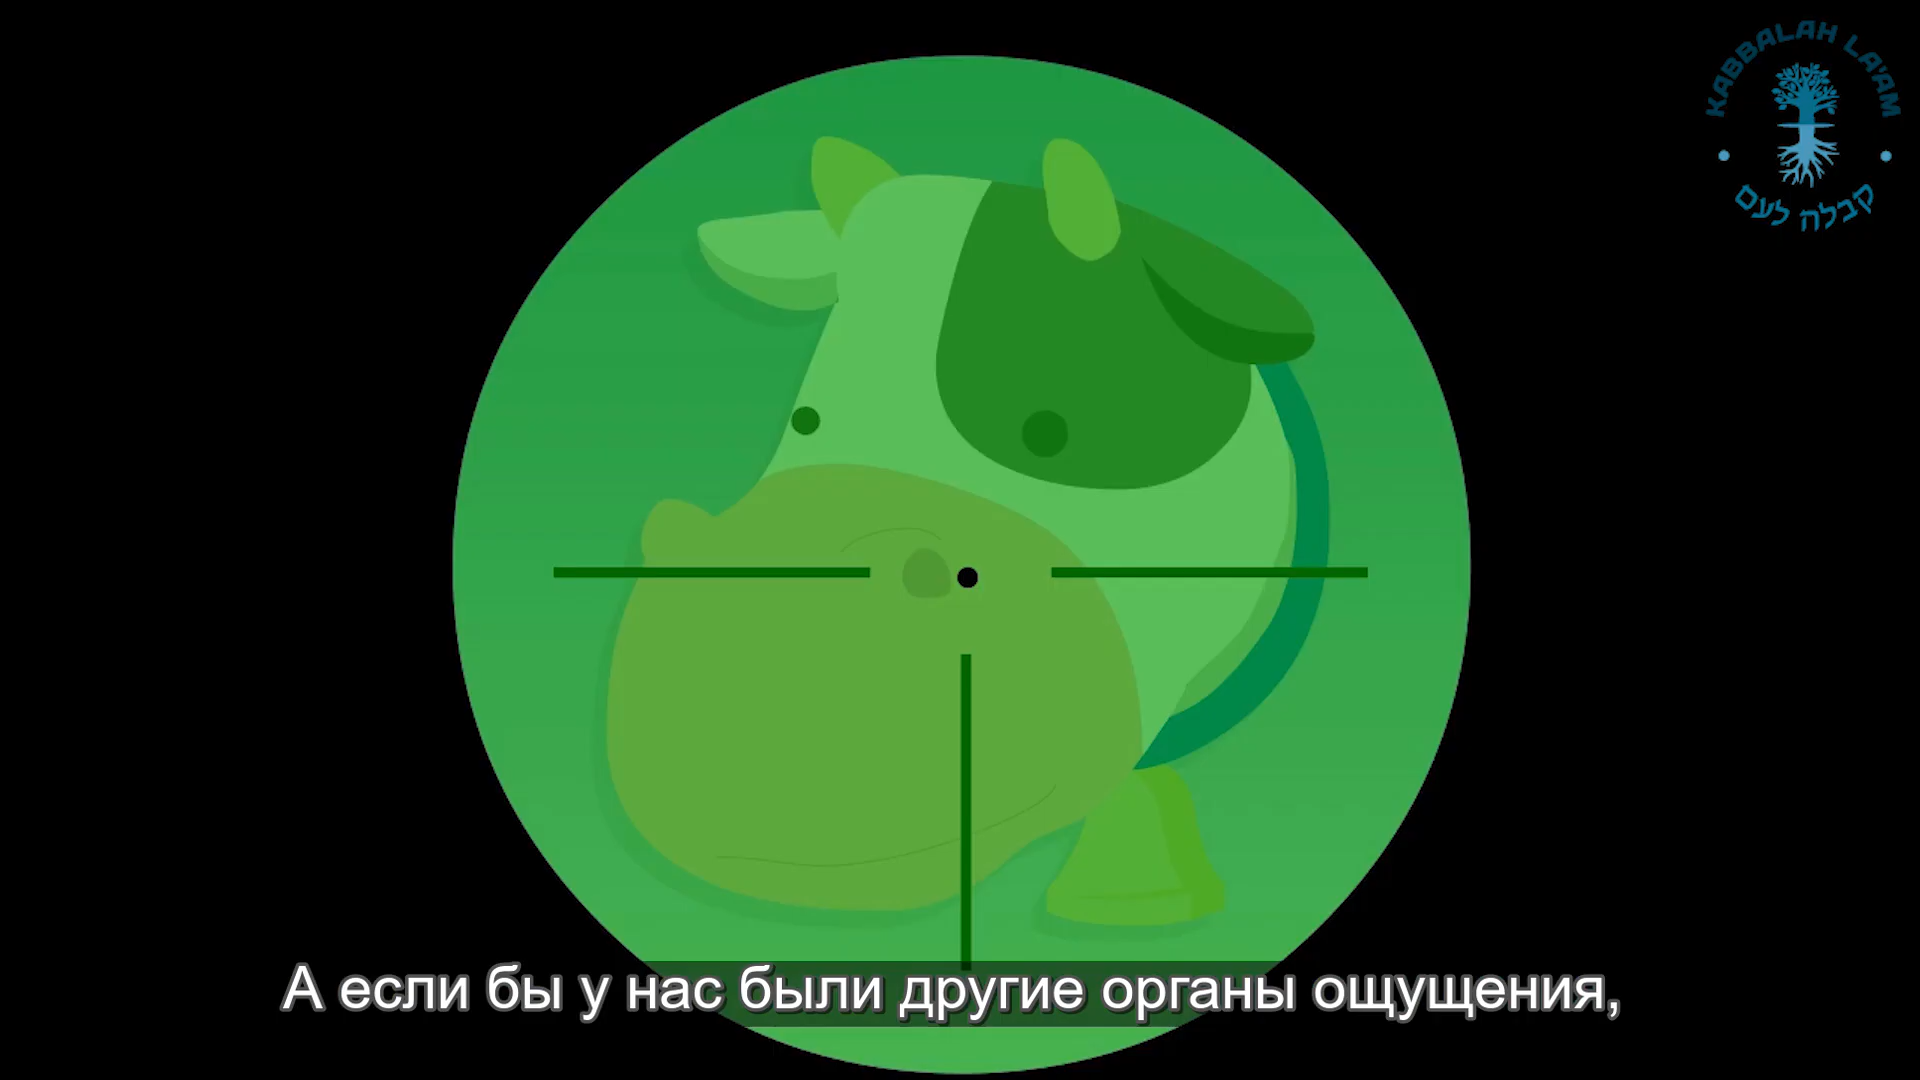 KABBALAH LA'AM
קבלה לעם
А если бы у нас были другие органы ощущения,